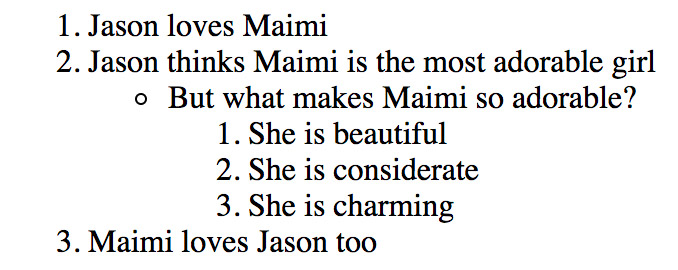 1. Jason loves Maimi
2. Jason thinks Maimi is the most adorable girl
○ But what makes Maimi so adorable?
1. She is beautiful
2. She is considerate
3. She is charming
3. Maimi loves Jason too